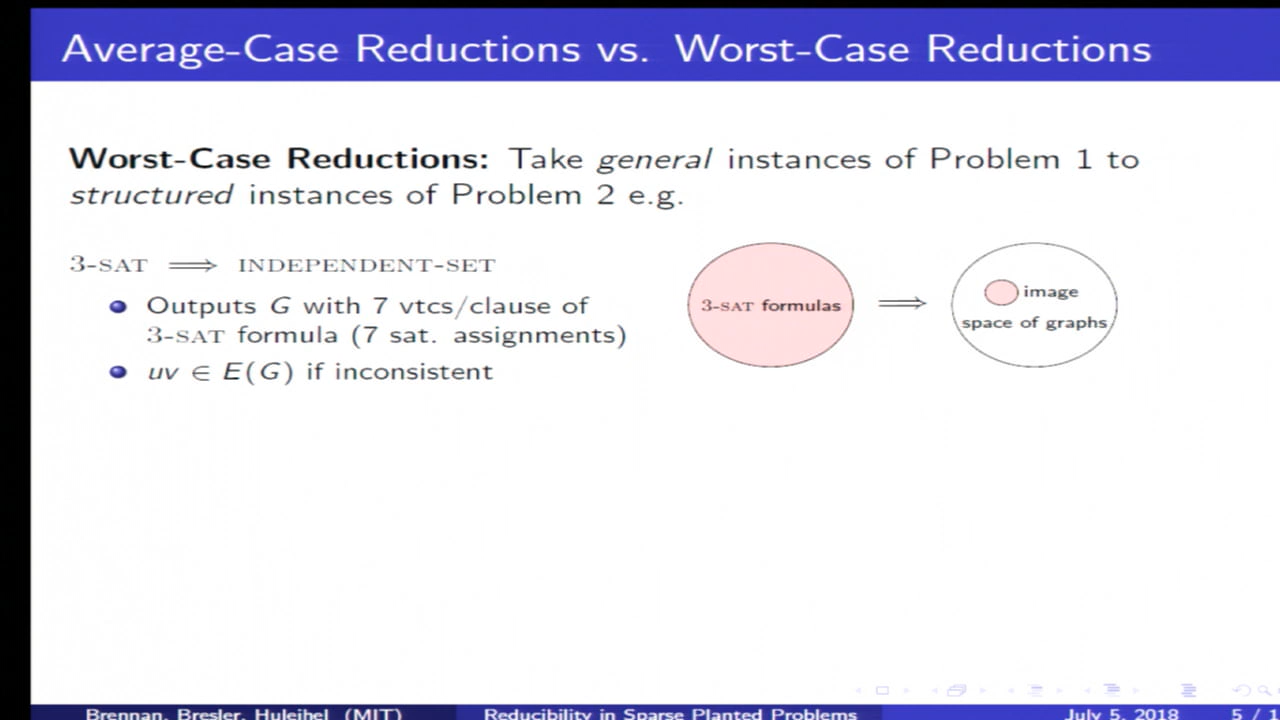 Average-Case Reductions vs. Worst-Case Reductions
Worst-Case Reductions: Take general instances of Problem 1 to
structured instances of Problem 2 e.g.
3-SAT ⟹ INDEPENDENT-SET
Outputs G with 7 vtcs/clause of
3-SAT formula (7 sat. assignments)
uv ∈ E(G) if inconsistent
3-SAT formulas
⟹
image
space of graphs
Brennan, Bresler, Huleihel (MIT)
Reducibility in Sparse Planted Problems
July 5, 2018
5 / 1